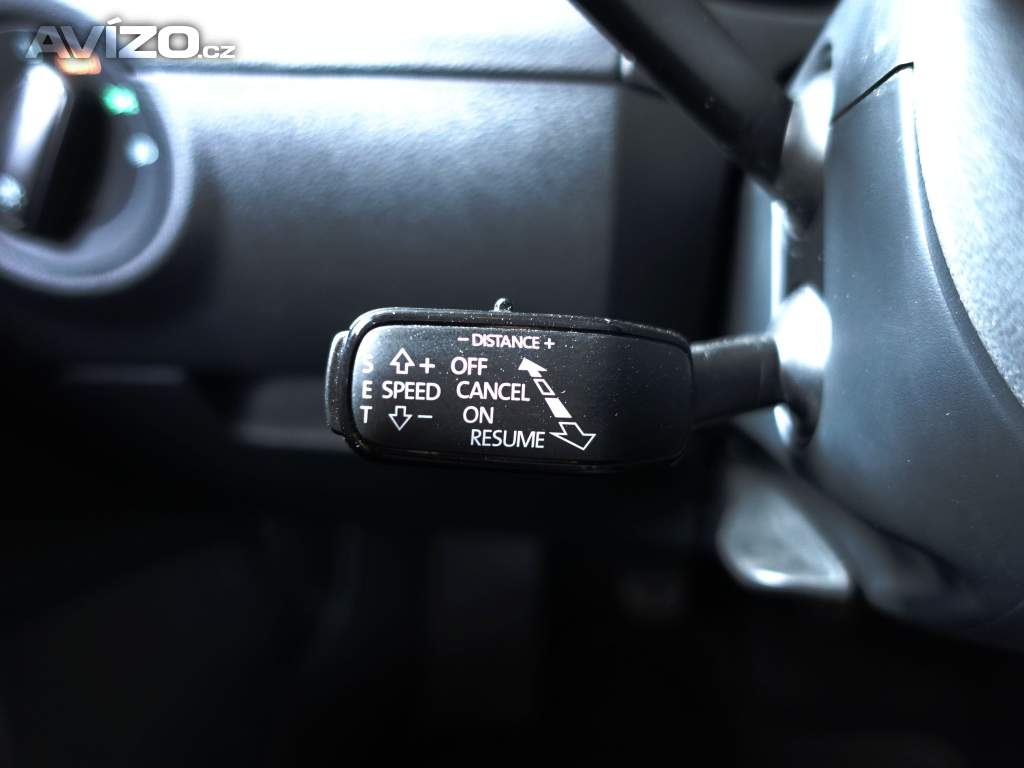 AVÍZO.cz
- DISTANCE +
S + OFF
E SPEED CANCEL
T - ON
RESUME